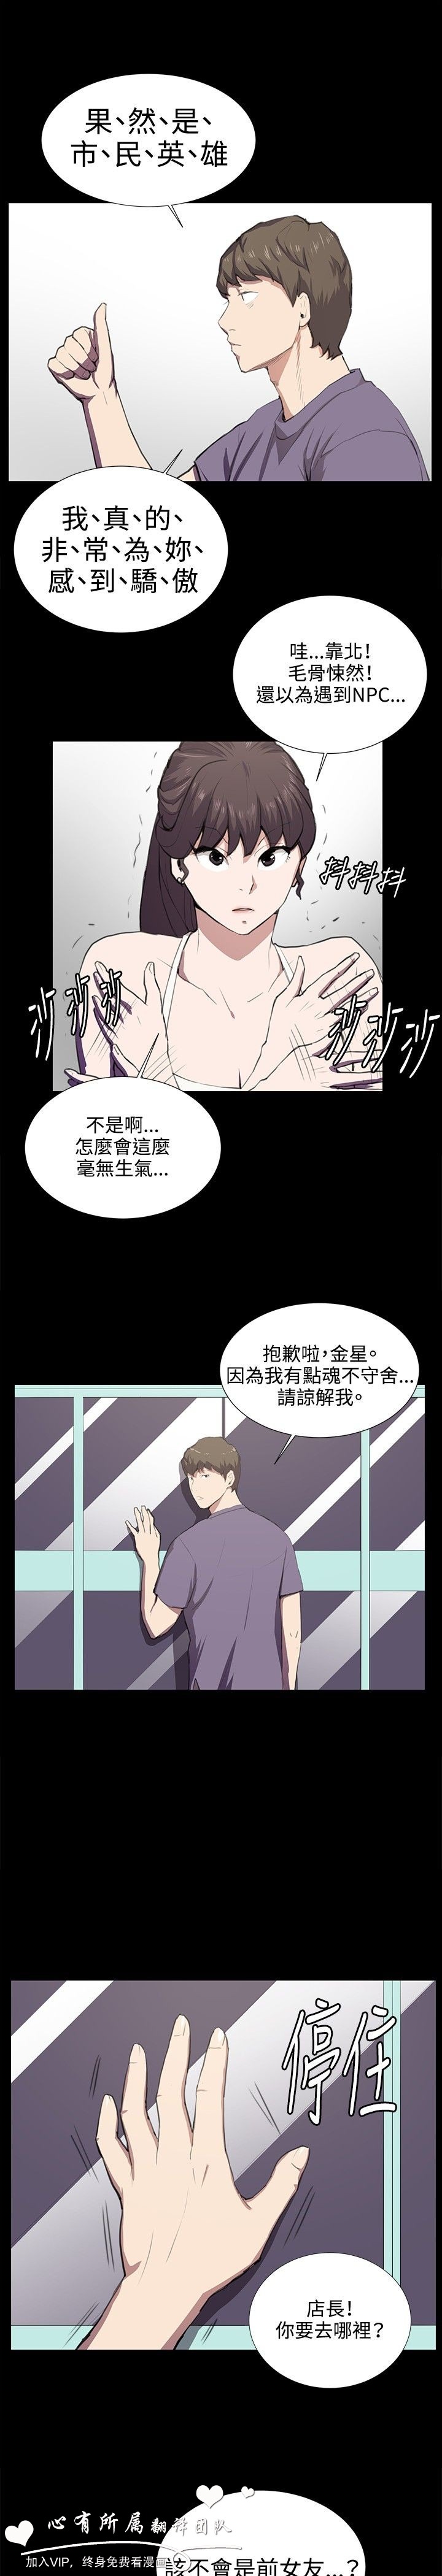 果、然、是、
市、民、英、雄
我、真、的、
非、常、為、妳、
感、到、驕、傲
哇...靠北！
毛骨悚然！
還以為遇到NPC...
抖抖抖
沙沙沙
沙沙沙
不是啊...
怎麼會這麼
毫無生氣...
抱歉啦，金星。
因為我有點魂不守舍...
請諒解我。
停住
店長！
你要去哪裡？
心有所属翻译团队
加入VIP，终身免费看漫画
該不會是前女友...？